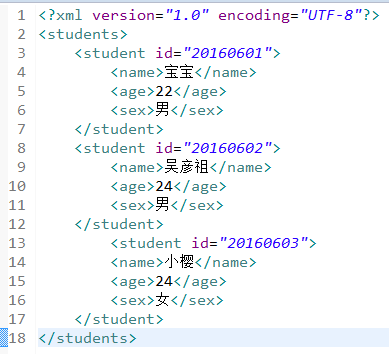 1 <?xml version="1.0" encoding="UTF-8"?>
2 <students>
3 <student id="20160601">
4 <name>宝宝</name>
5 <age>22</age>
6 <sex>男</sex>
7 </student>
8 <student id="20160602">
9 <name>吴彦祖</name>
10 <age>24</age>
11 <sex>男</sex>
12 </student>
13 <student id="20160603">
14 <name>小樱</name>
15 <age>24</age>
16 <sex>女</sex>
17 </student>
18 </students>